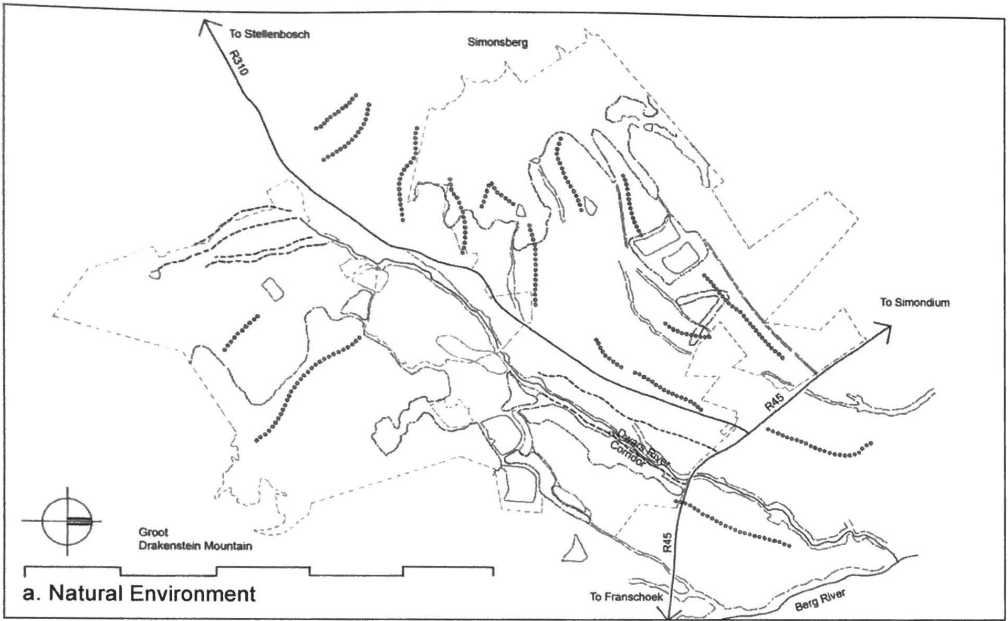 To Stellenbosch
R310
Simonsberg
To Simondium
R45
Dwars River
Corridor
Groot
Drakenstein Mountain
R45
To Franschoek
Berg River
a. Natural Environment